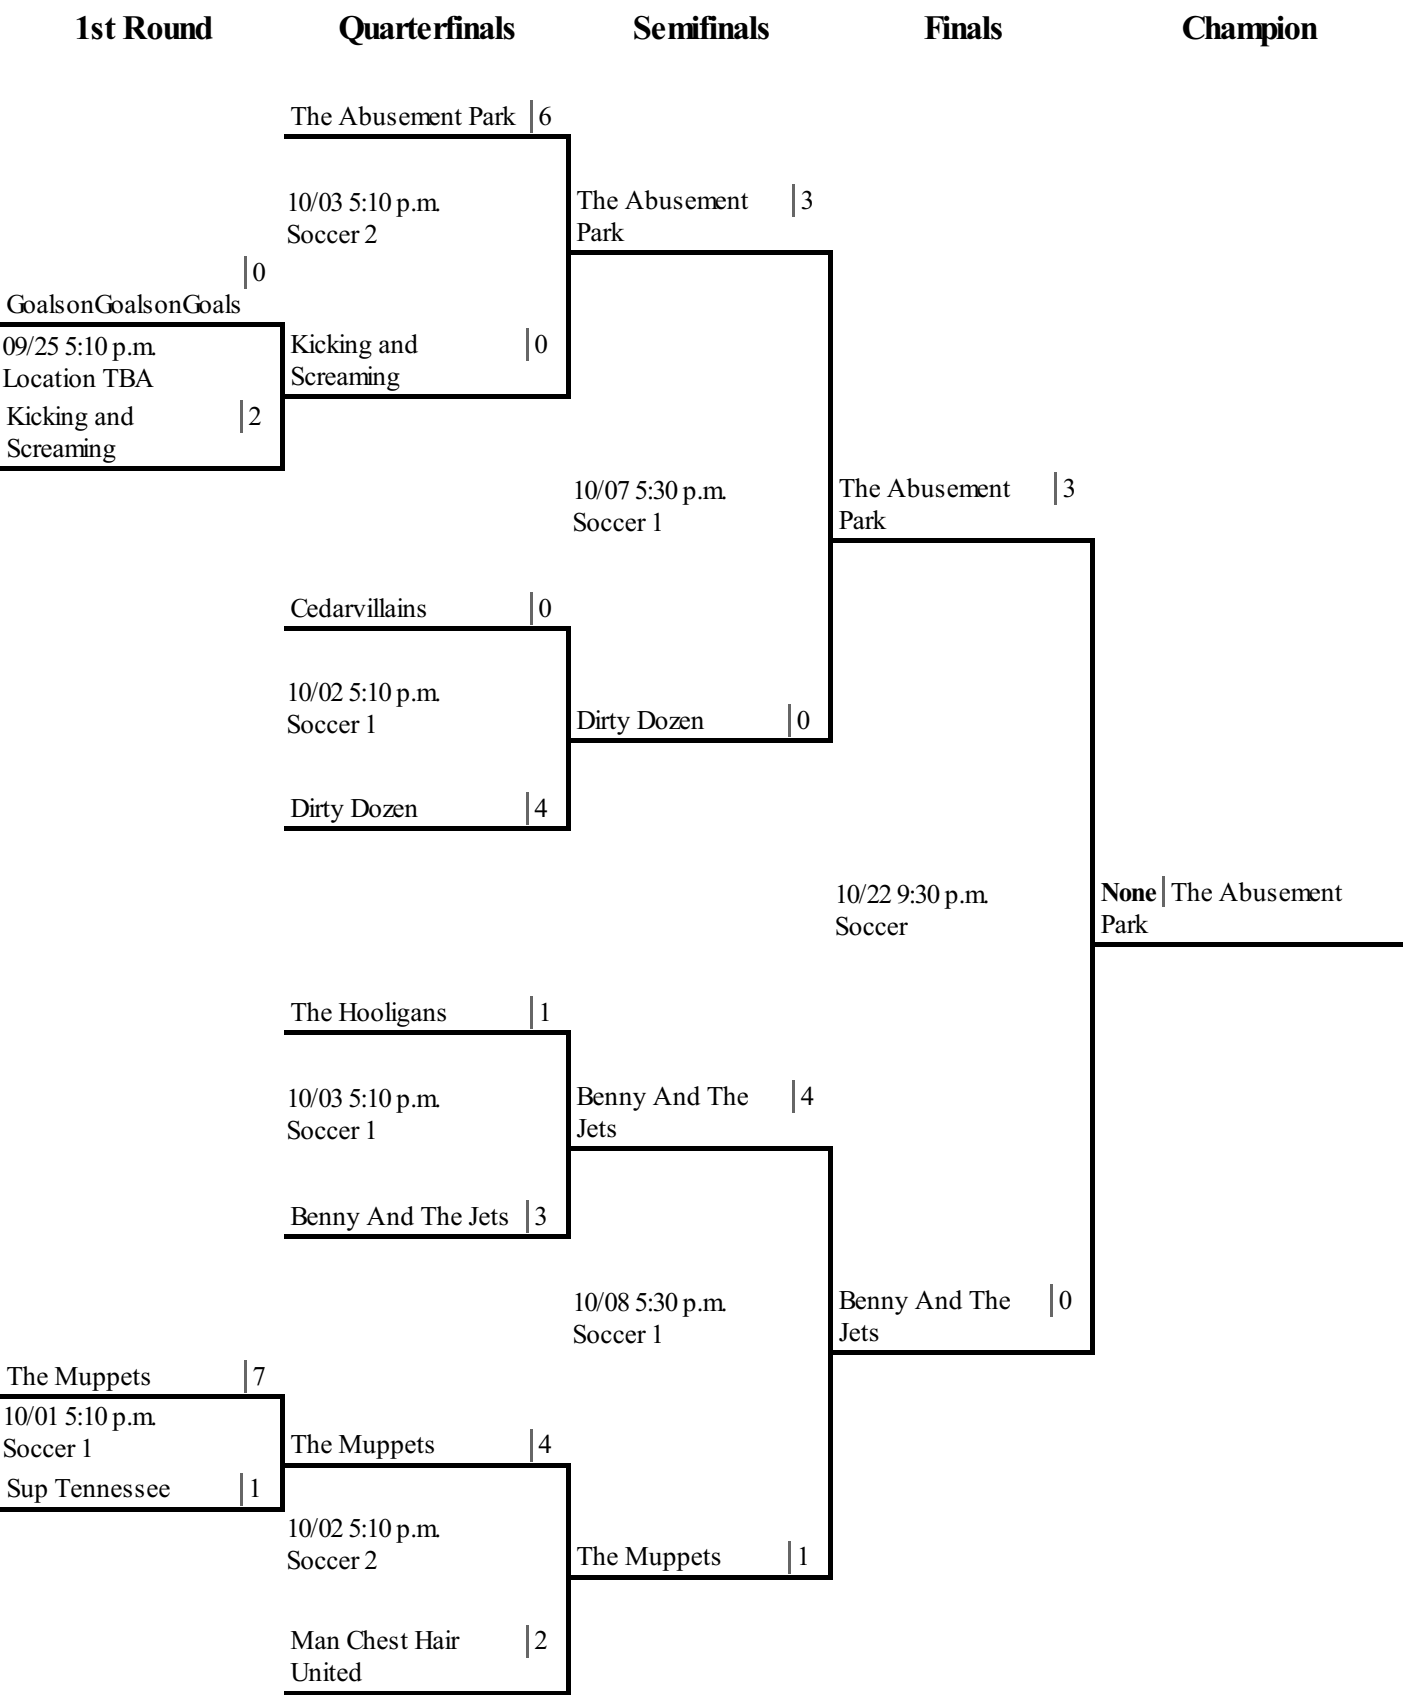 1st Round Quarterfinals Semifinals Finals Champion
The Abusement Park 6
10/03 5:10 p.m.
Soccer 2
The Abusement 3
Park
0
GoalsonGoalsonGoals
09/25 5:10 p.m.
Location TBA
Kicking and 2
Screaming
Kicking and 0
Screaming
10/07 5:30 p.m.
Soccer 1
The Abusement 3
Park
Cedarvillains 0
10/02 5:10 p.m.
Soccer 1
Dirty Dozen 0
Dirty Dozen 4
10/22 9:30 p.m.
Soccer
None The Abusement
Park
The Hooligans 1
10/03 5:10 p.m.
Soccer 1
Benny And The 4
Jets
Benny And The Jets 3
10/08 5:30 p.m.
Soccer 1
Benny And The 0
Jets
The Muppets 7
10/01 5:10 p.m.
Soccer 1
Sup Tennessee 1
The Muppets 4
10/02 5:10 p.m.
Soccer 2
The Muppets 1
Man Chest Hair 2
United